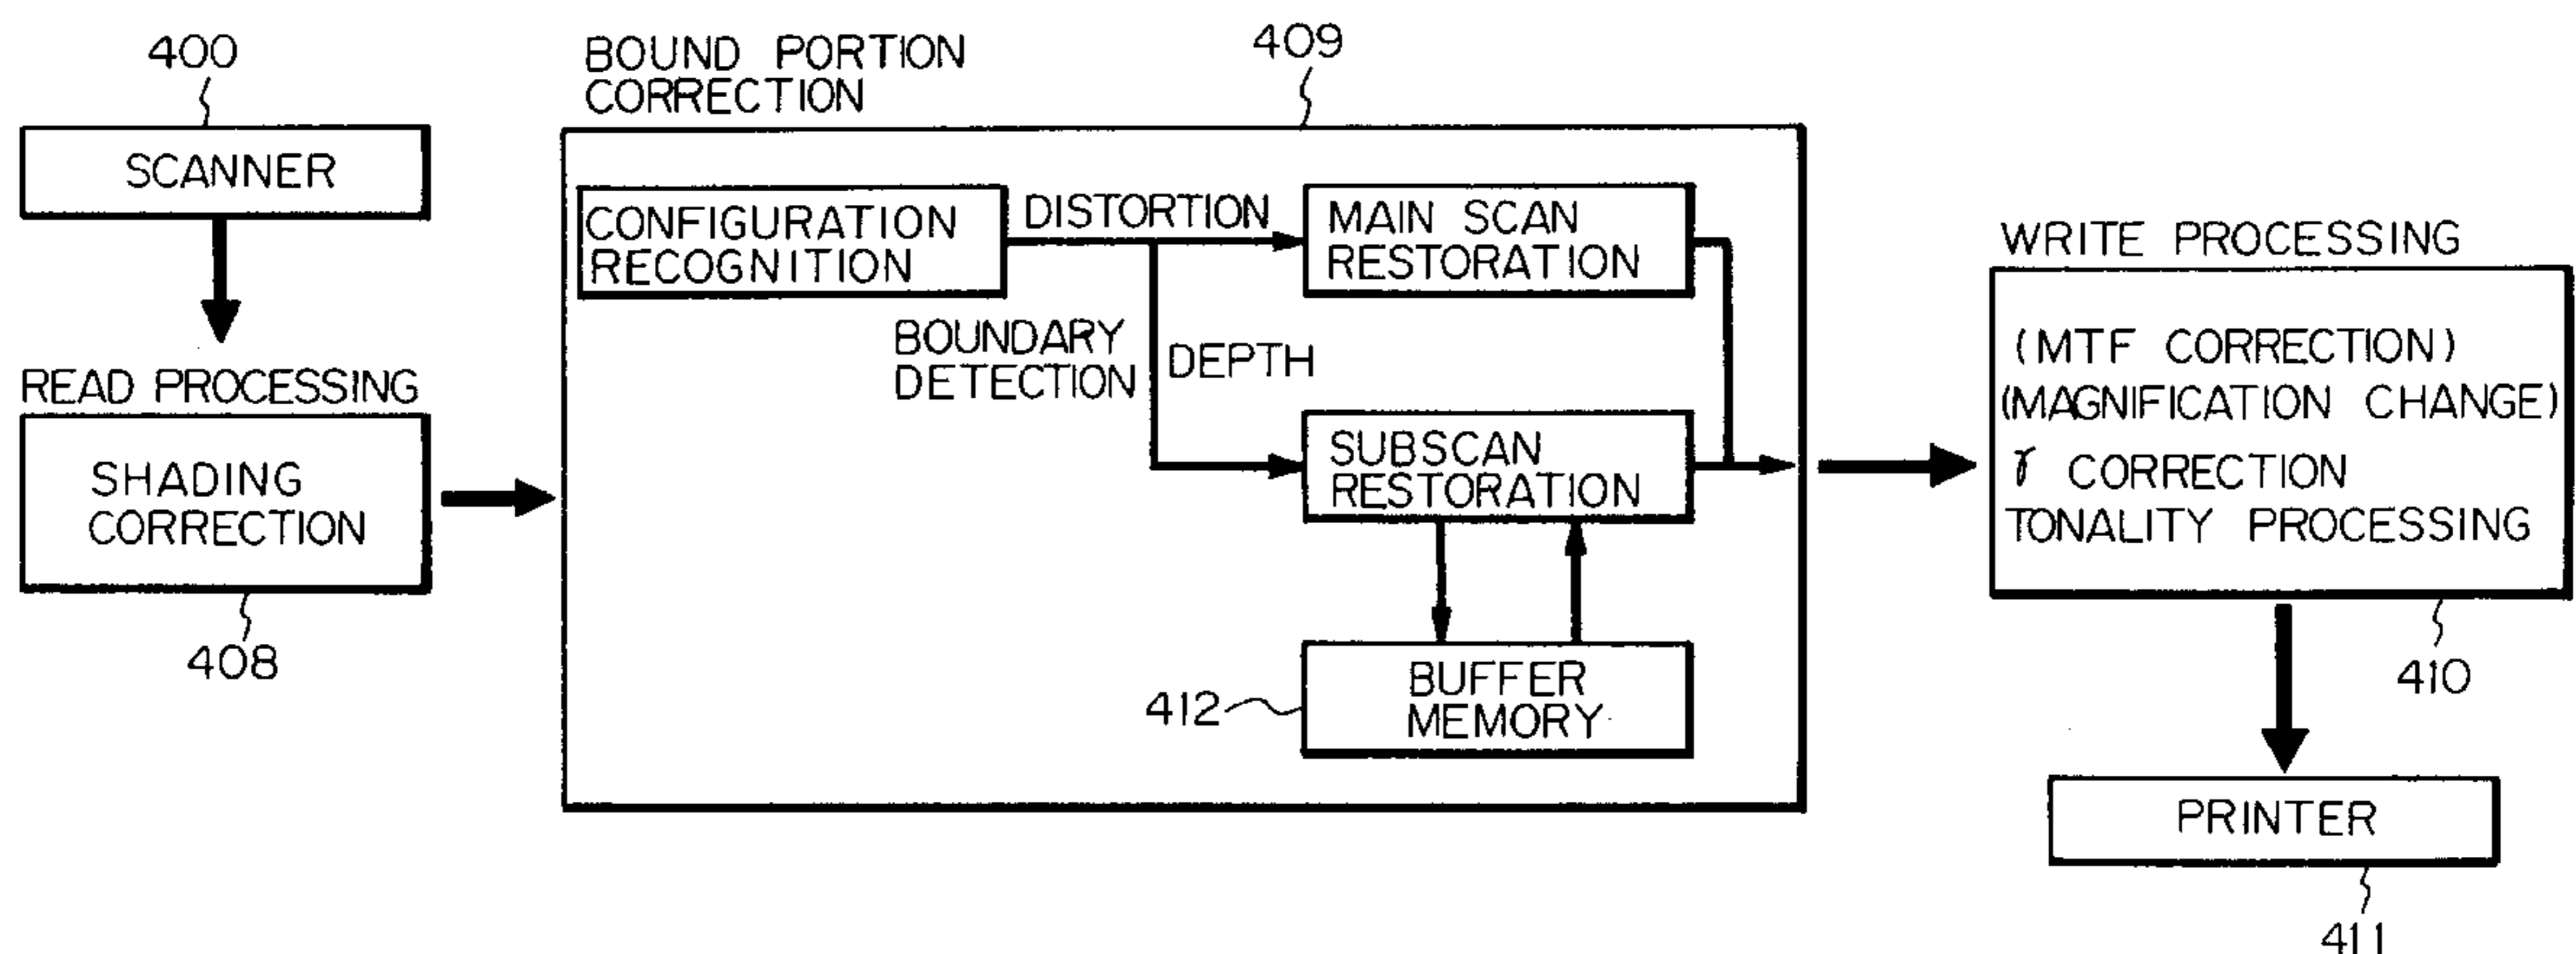 400
SCANNER
READ PROCESSING
SHADING
CORRECTION
408
BOUND PORTION
CORRECTION
409
CONFIGURATION
RECOGNITION
DISTORTION
MAIN SCAN
RESTORATION
BOUNDARY
DETECTION
DEPTH
SUBSCAN
RESTORATION
412
BUFFER
MEMORY
WRITE PROCESSING
(MTF CORRECTION)
(MAGNIFICATION CHANGE)
γ CORRECTION
TONALITY PROCESSING
410
PRINTER
411